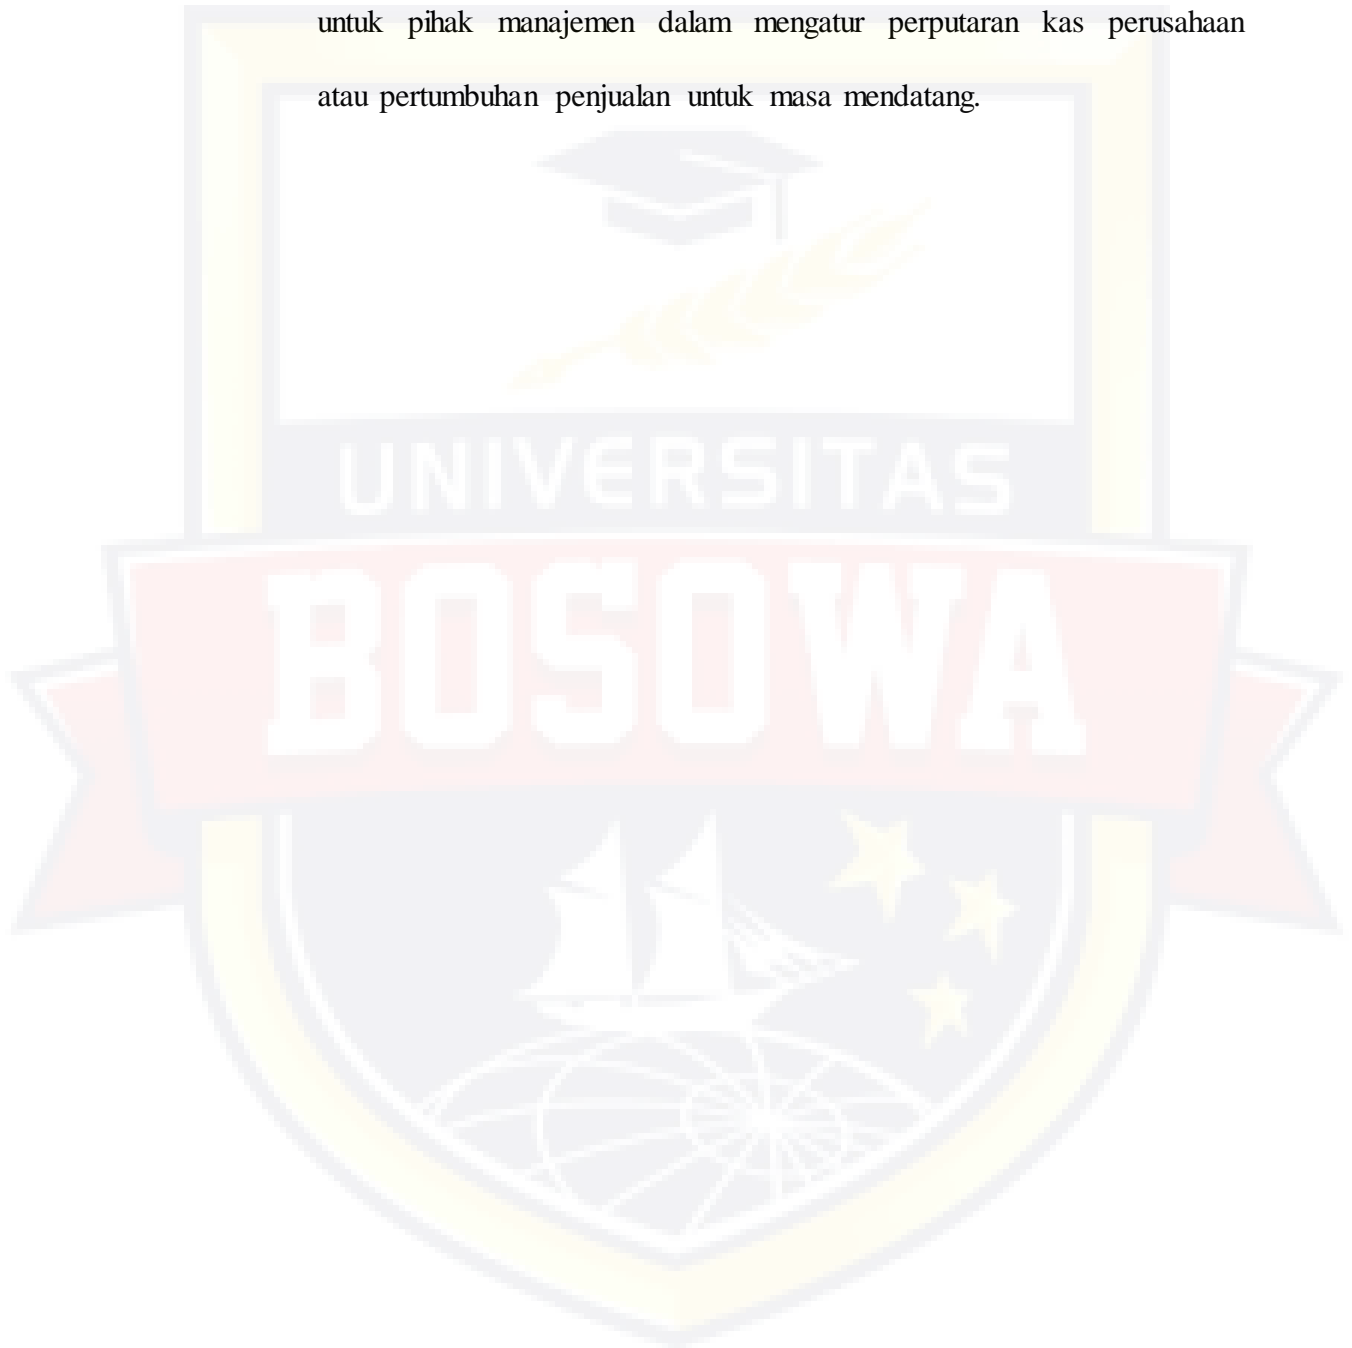 untuk pihak manajemen dalam mengatur perputaran kas perusahaan
atau pertumbuhan penjualan untuk masa mendatang.
UNIVERSITAS
BOSOWA